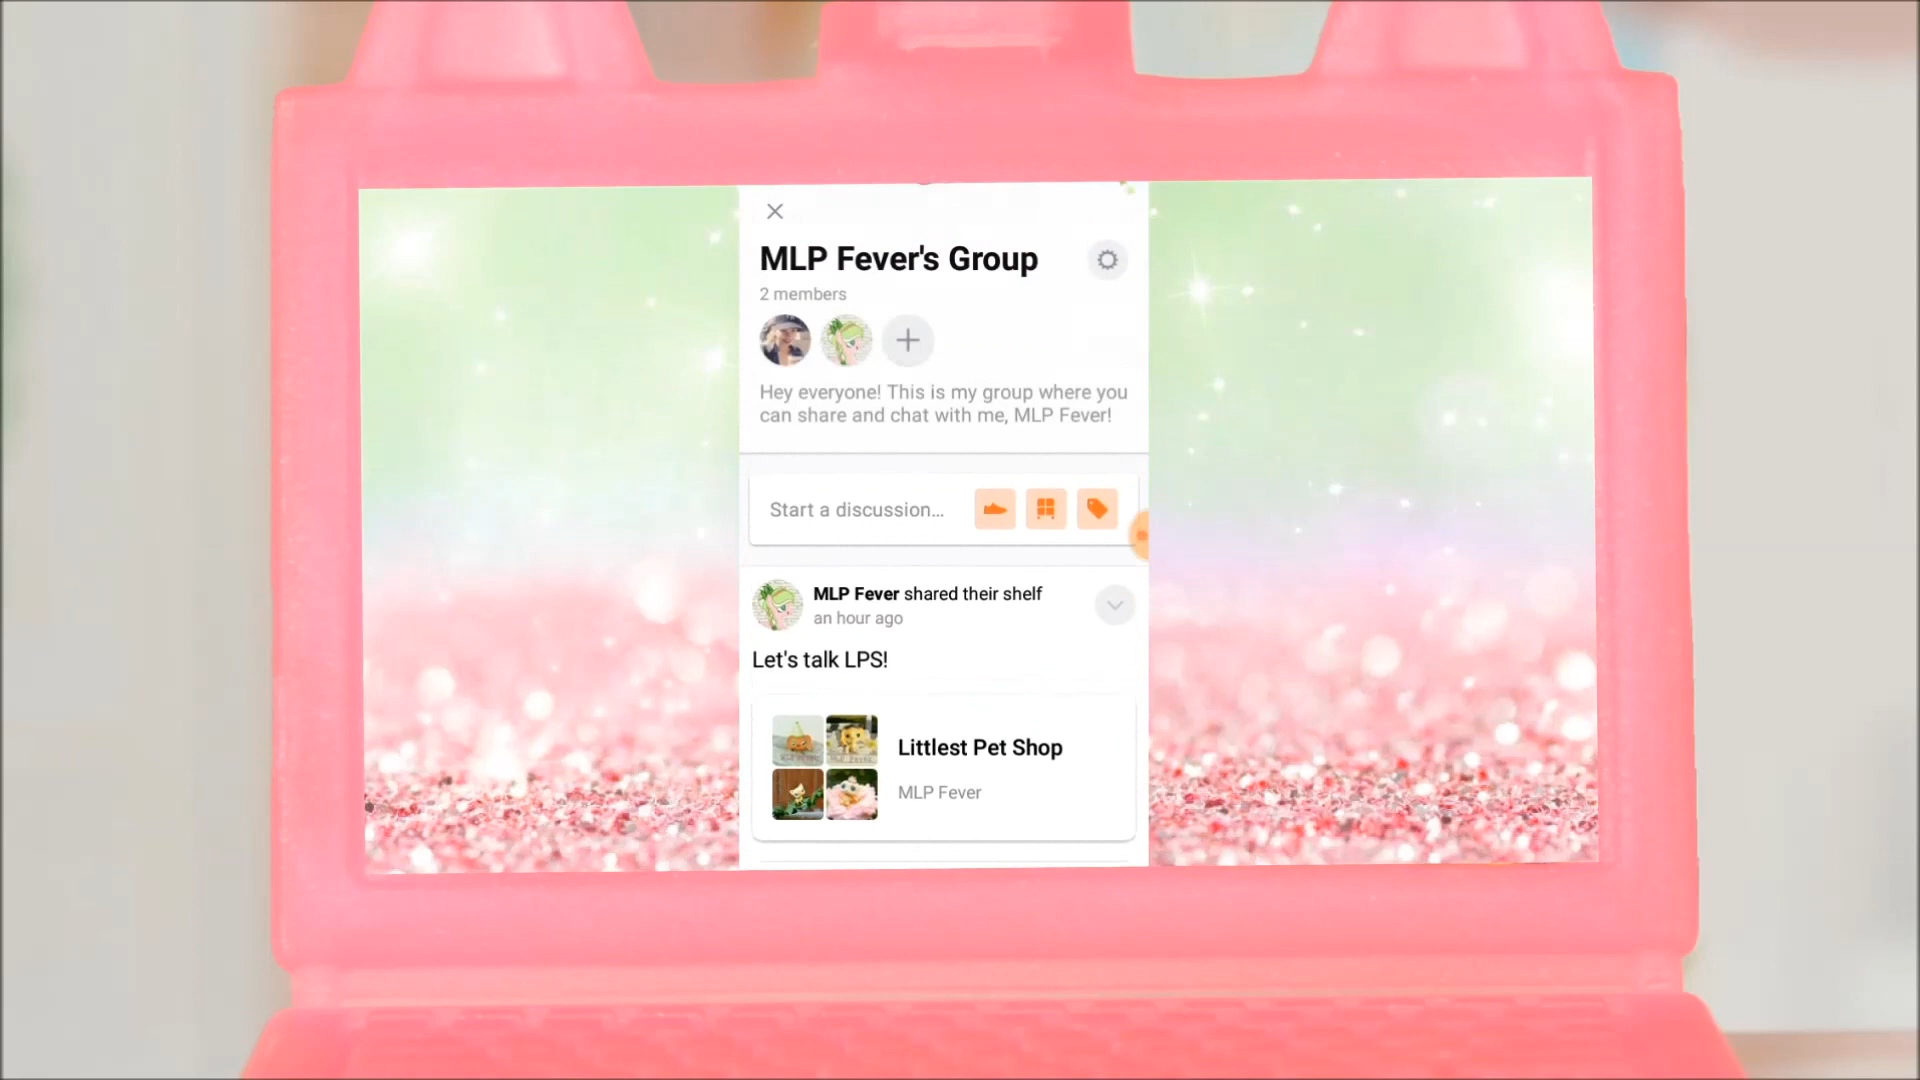 MLP Fever's Group
2 members
Hey everyone! This is my group where you
can share and chat with me, MLP Fever!
Start a discussion...
MLP Fever shared their shelf
an hour ago
Let's talk LPS!
Littlest Pet Shop
MLP Fever